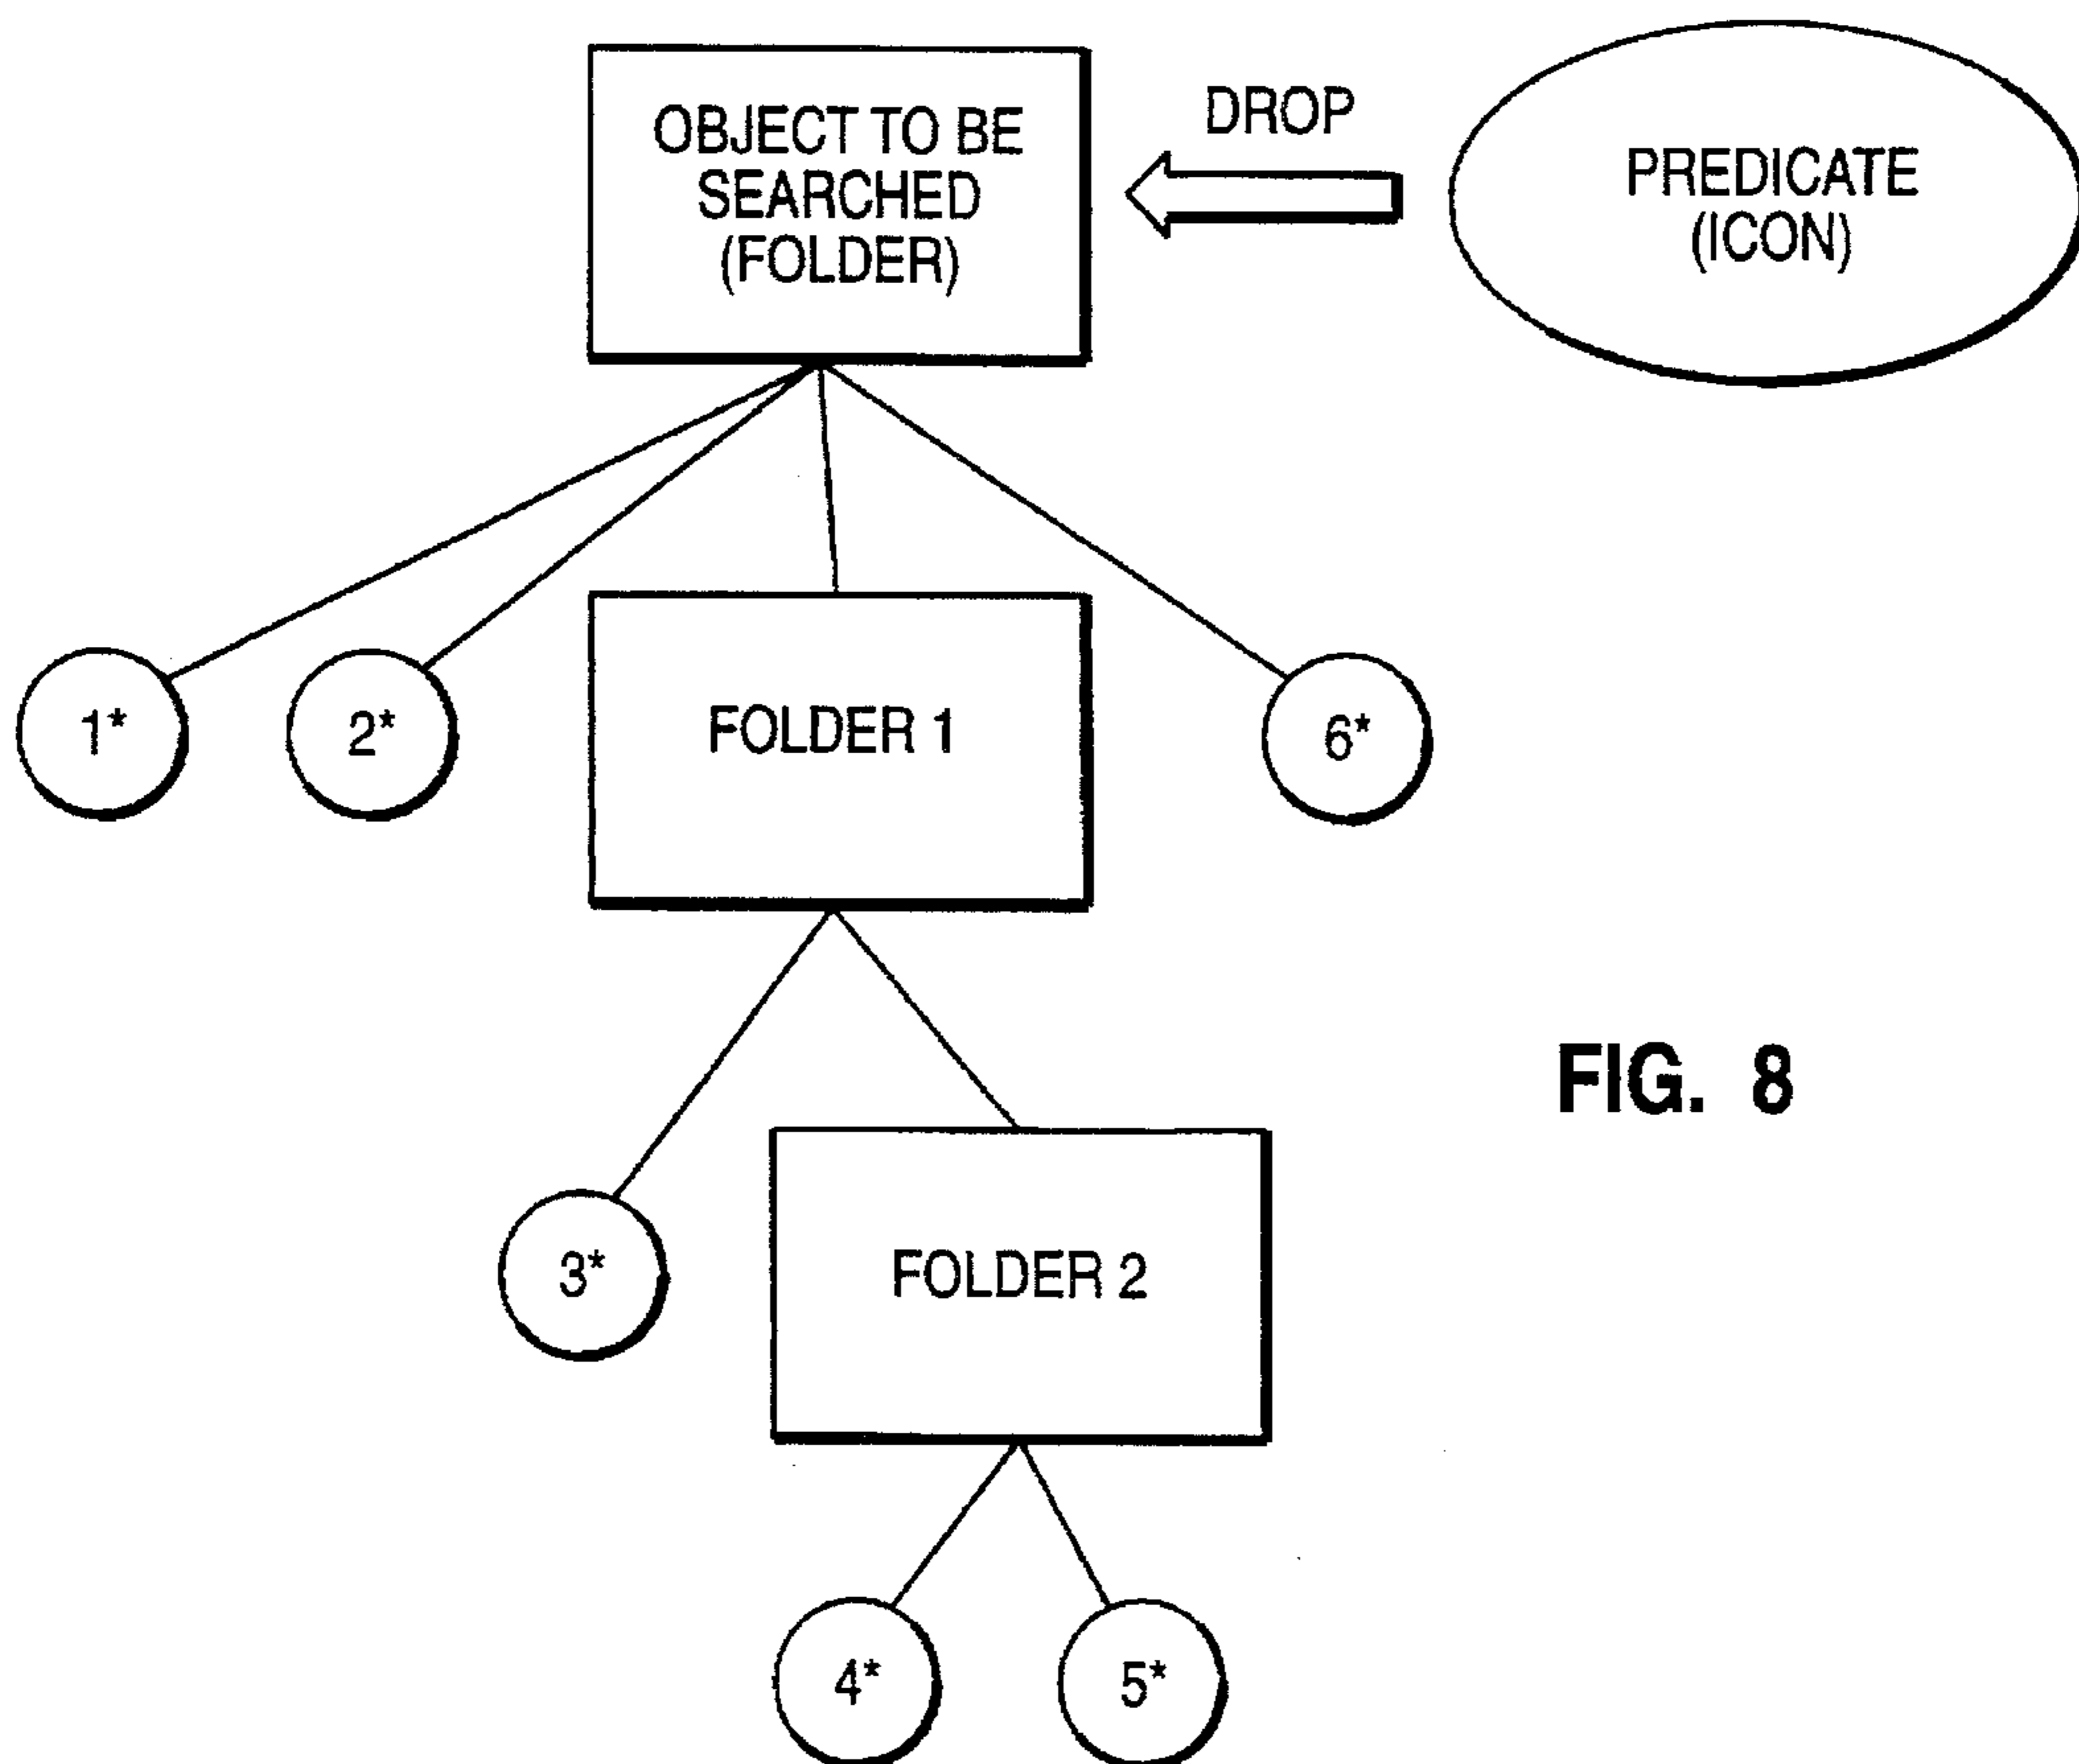 OBJECT TO BE
SEARCHED
(FOLDER)
DROP
PREDICATE
(ICON)
1*
2*
FOLDER 1
6*
FIG. 8
3*
FOLDER 2
4*
5*